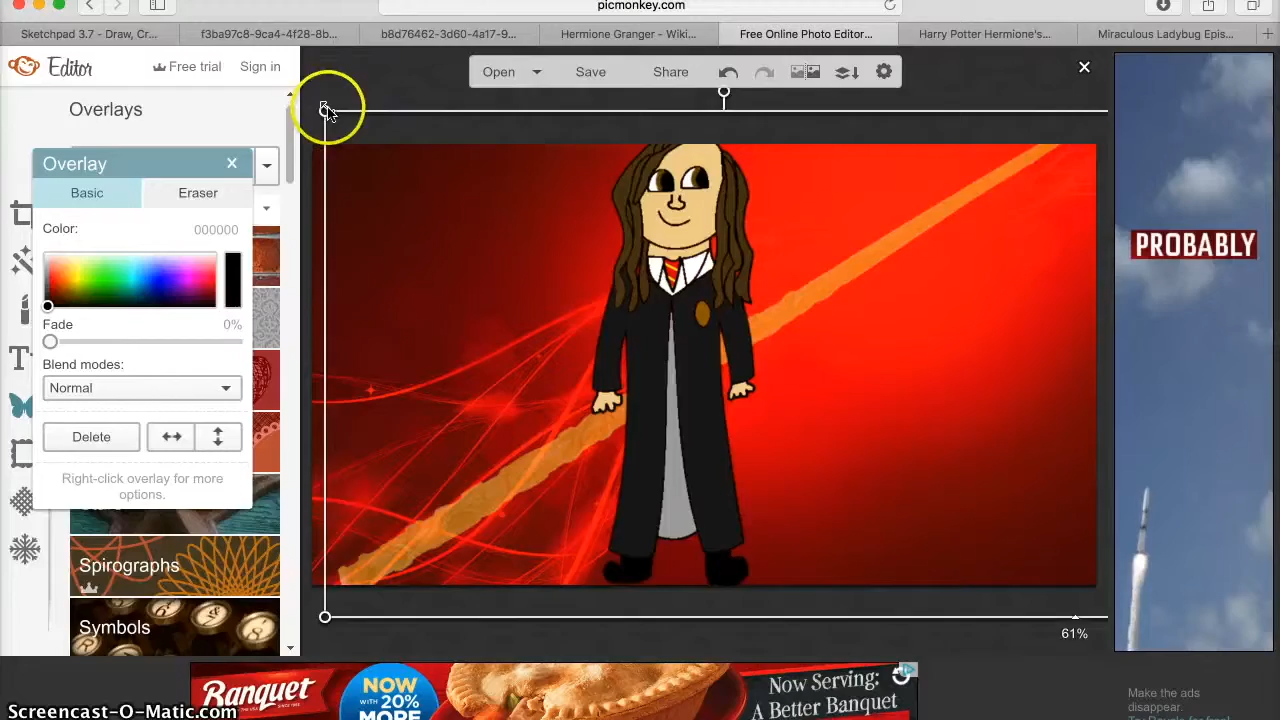 picmonkey.com
Sketchpad 3.7 - Draw, Cr...
f3ba97c8-9ca4-4f28-8b...
b8d76462-3d60-4a17-9...
Hermione Granger - Wiki...
Free Online Photo Editor...
Harry Potter Hermione's...
Miraculous Ladybug Epis...
Editor
Free trial
Sign in
Open
Save
Share
Overlays
Overlay
Basic
Eraser
Color:
000000
Fade
0%
Blend modes:
Normal
Delete
Right-click overlay for more
options.
Spirographs
Symbols
61%
PROBABLY
Banquet
NOW
WITH 20%
MORE
Now Serving:
A Better Banquet
Make the ads
disappear.
Screencast-O-Matic.com